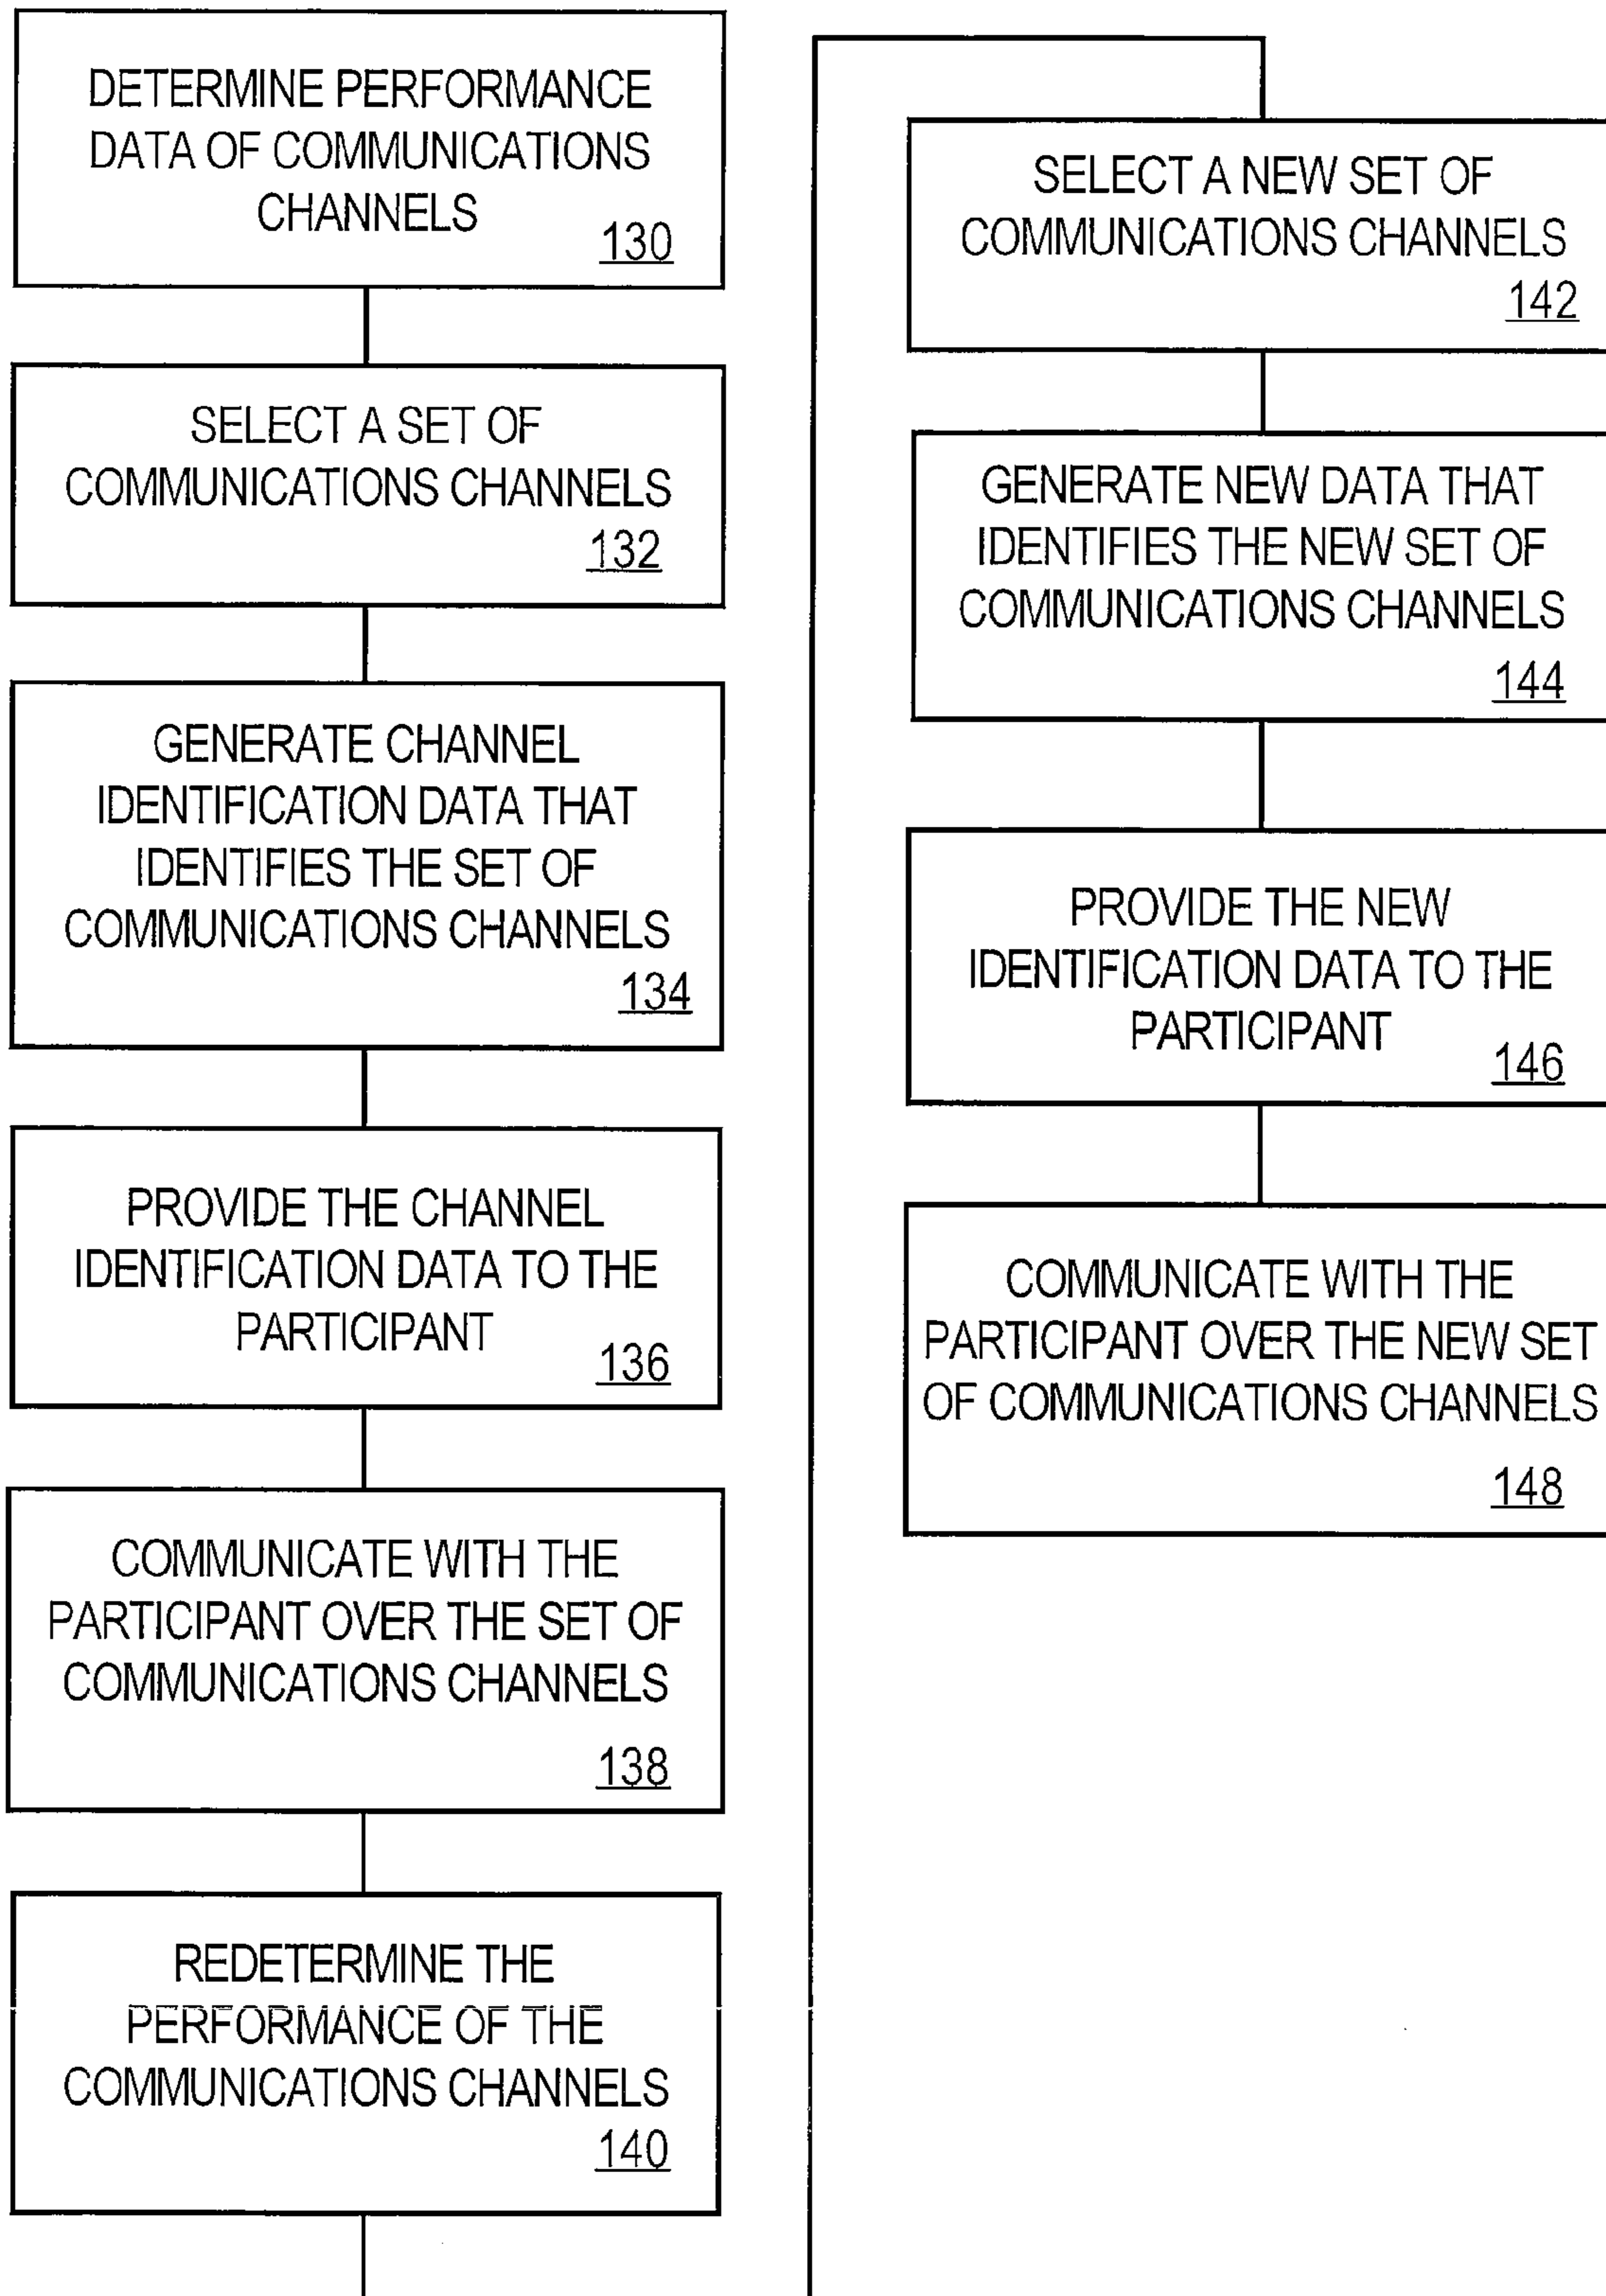 DETERMINE PERFORMANCE
DATA OF COMMUNICATIONS
CHANNELS
130
SELECT A SET OF
COMMUNICATIONS CHANNELS
132
GENERATE CHANNEL
IDENTIFICATION DATA THAT
IDENTIFIES THE SET OF
COMMUNICATIONS CHANNELS
134
PROVIDE THE CHANNEL
IDENTIFICATION DATA TO THE
PARTICIPANT
136
COMMUNICATE WITH THE
PARTICIPANT OVER THE SET OF
COMMUNICATIONS CHANNELS
138
REDETERMINE THE
PERFORMANCE OF THE
COMMUNICATIONS CHANNELS
140
SELECT A NEW SET OF
COMMUNICATIONS CHANNELS
142
GENERATE NEW DATA THAT
IDENTIFIES THE NEW SET OF
COMMUNICATIONS CHANNELS
144
PROVIDE THE NEW
IDENTIFICATION DATA TO THE
PARTICIPANT
146
COMMUNICATE WITH THE
PARTICIPANT OVER THE NEW SET
OF COMMUNICATIONS CHANNELS
148